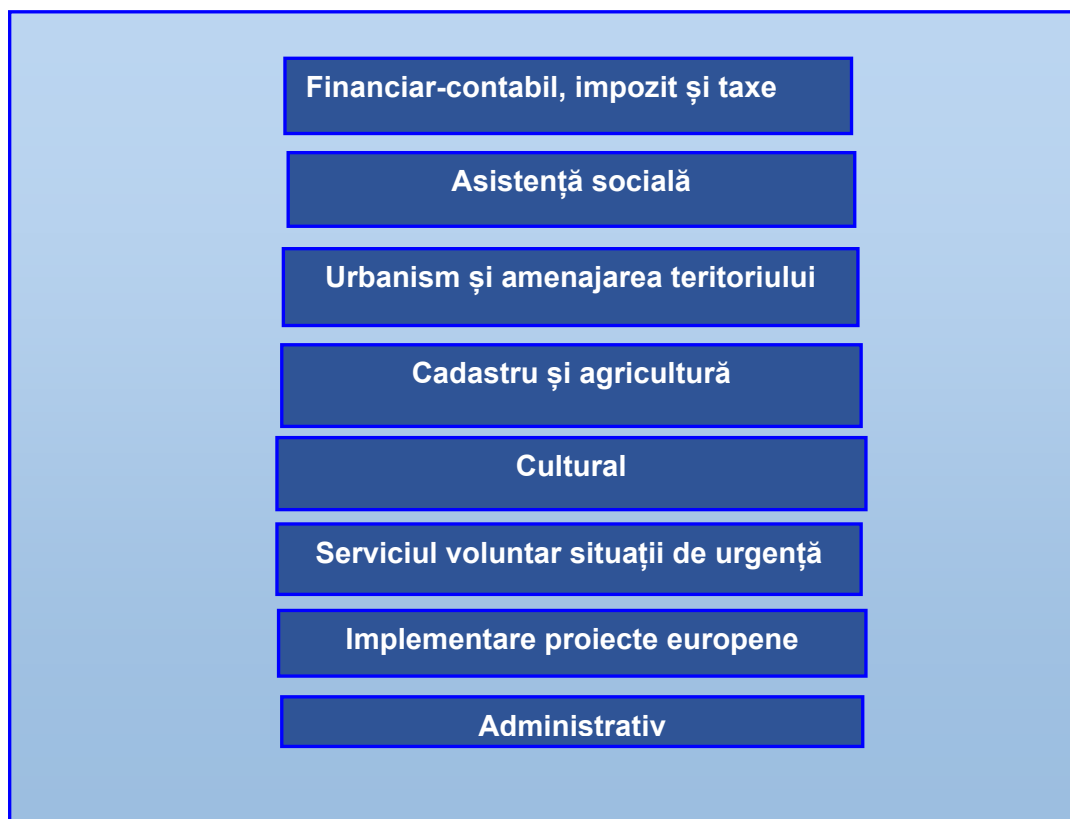 Financiar-contabil, impozit și taxe
Asistență socială
Urbanism și amenajarea teritoriului
Cadastru și agricultură
Cultural
Serviciul voluntar situații de urgență
Implementare proiecte europene
Administrativ